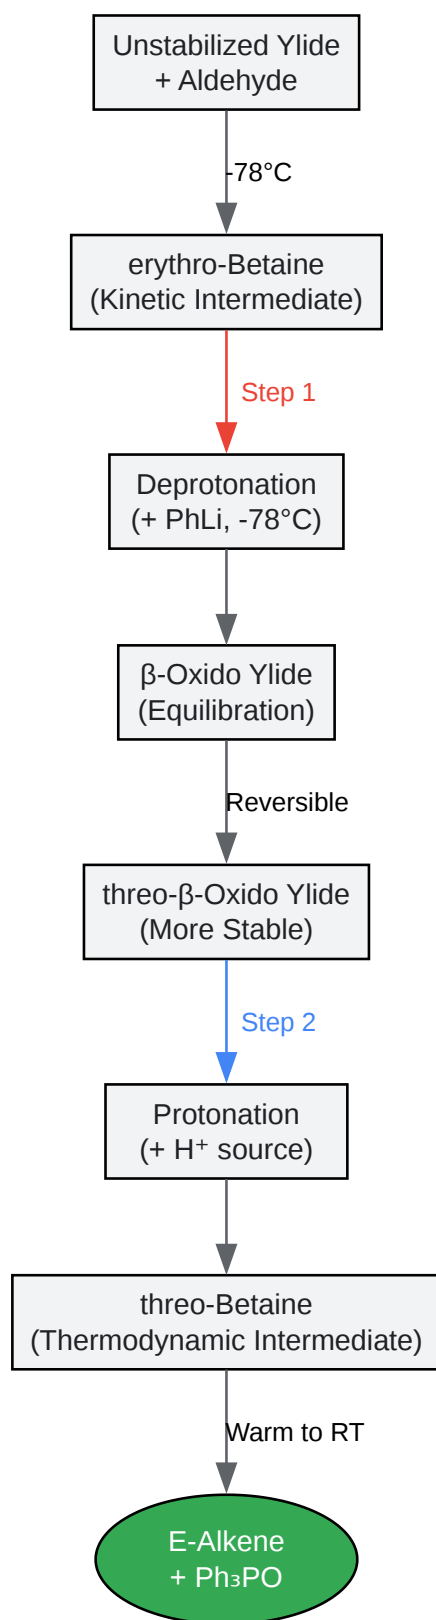 Unstabilized Ylide
+ Aldehyde
-78°C
erythro-Betaine
(Kinetic Intermediate)
Step 1
Deprotonation
(+ PhLi, -78°C)
β-Oxido Ylide
(Equilibration)
Reversible
threo-β-Oxido Ylide
(More Stable)
Step 2
Protonation
(+ H⁺ source)
threo-Betaine
(Thermodynamic Intermediate)
Warm to RT
E-Alkene
+ Ph₃PO